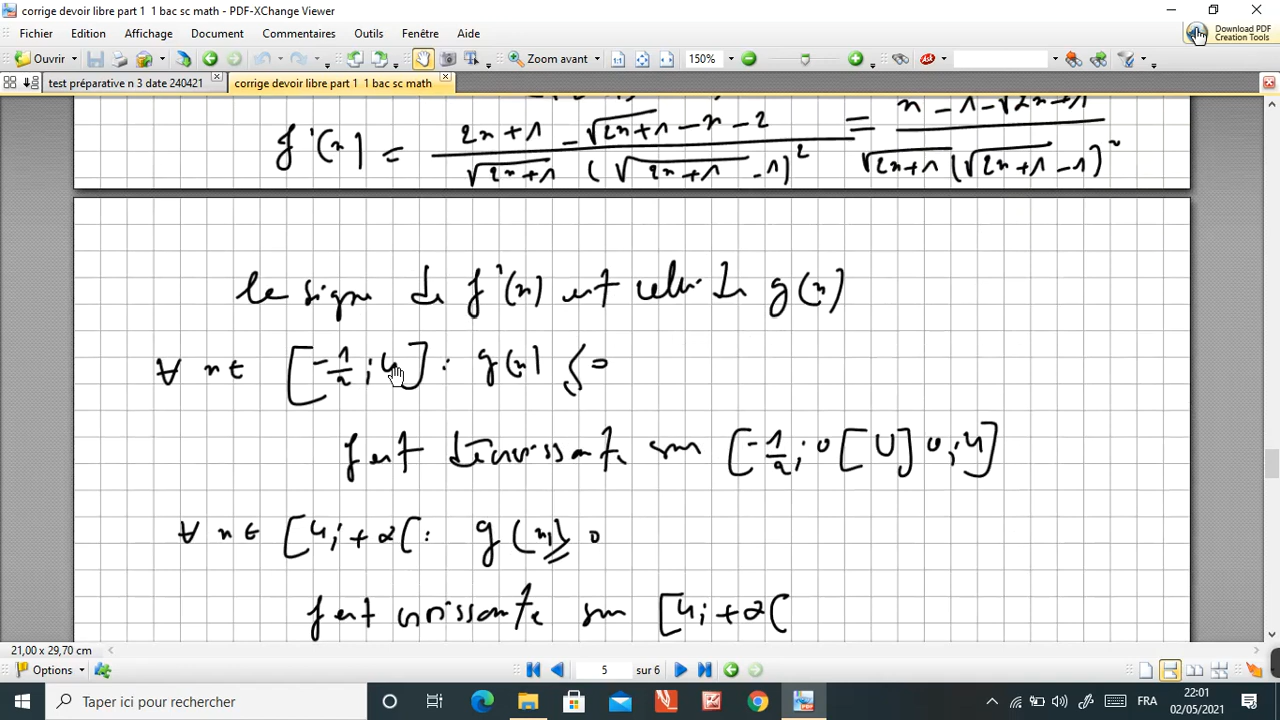 corrige devoir libre part 1 1 bac sc math - PDF-XChange Viewer
Fichier Edition Affichage Document Commentaires Outils Fenêtre Aide
Download PDF
Creation Tools
Ouvrir Zoom avant 150%
test préparative n 3 date 240421 corrige devoir libre part 1 1 bac sc math
f'(x) = 2x+1 - √2x+1 - x - 2 / √2x+1 (√2x+1 - 1)² = x - 1 - √2x+1 / √2x+1 (√2x+1 - 1)²
le signe de f'(x) est celui de g(x)
∀ x ∈ [-1/2 ; 4] : g(x) ≤ 0
f est décroissante sur [-1/2 ; 0[ U ]0 ; 4]
∀ x ∈ [4 ; +∞[ : g(x) ≥ 0
f est croissante sur [4 ; +∞[
21,00 x 29,70 cm
Options 5 sur 6
Taper ici pour rechercher FRA 22:01
02/05/2021